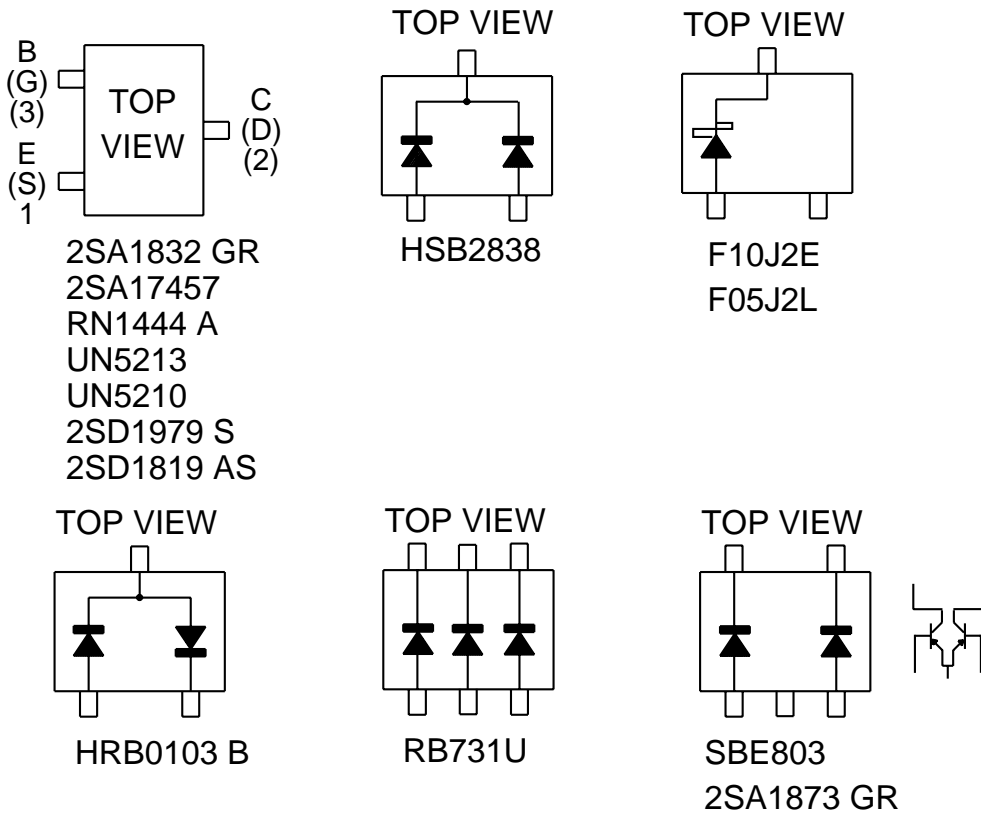 B
(G)
(3)
E
(S)
1
TOP
VIEW
C
(D)
(2)
2SA1832 GR
2SA17457
RN1444 A
UN5213
UN5210
2SD1979 S
2SD1819 AS
TOP VIEW
HSB2838
TOP VIEW
F10J2E
F05J2L
TOP VIEW
HRB0103 B
TOP VIEW
RB731U
TOP VIEW
SBE803
2SA1873 GR